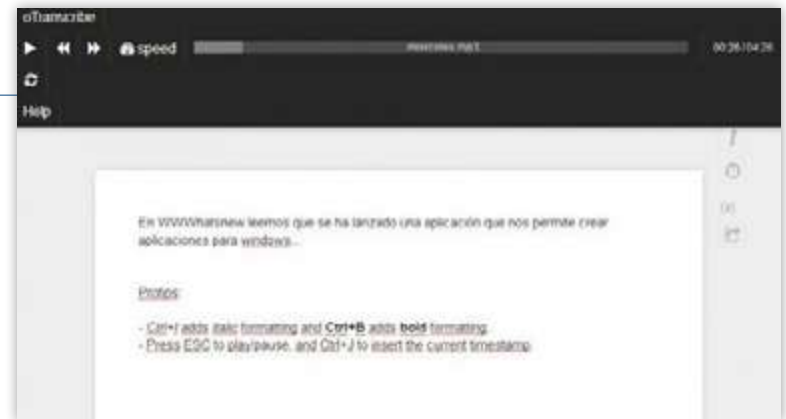 oTranscribe
speed
00:26/04:26
Help
En WWWhatsnew leemos que se ha lanzado una aplicación que nos permite crear
aplicaciones para windows...
Protips:
- Ctrl+I adds italic formatting and Ctrl+B adds bold formatting.
- Press ESC to play/pause, and Ctrl+J to insert the current timestamp.